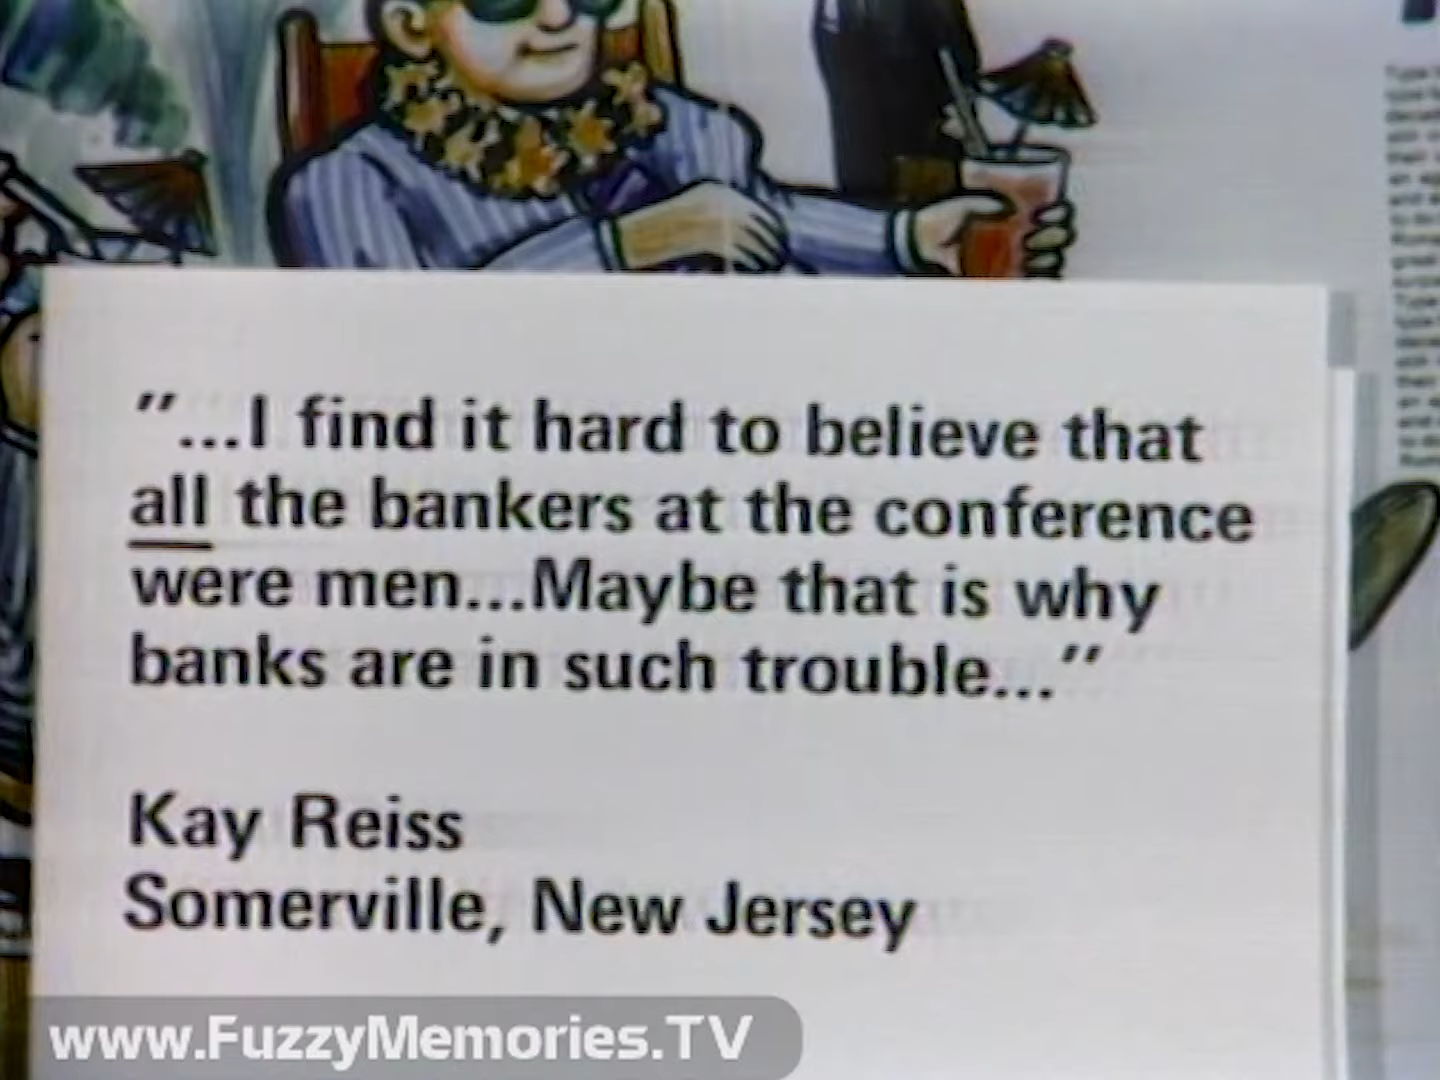 "...I find it hard to believe that
all the bankers at the conference
were men...Maybe that is why
banks are in such trouble..."
Kay Reiss
Somerville, New Jersey
www.FuzzyMemories.TV